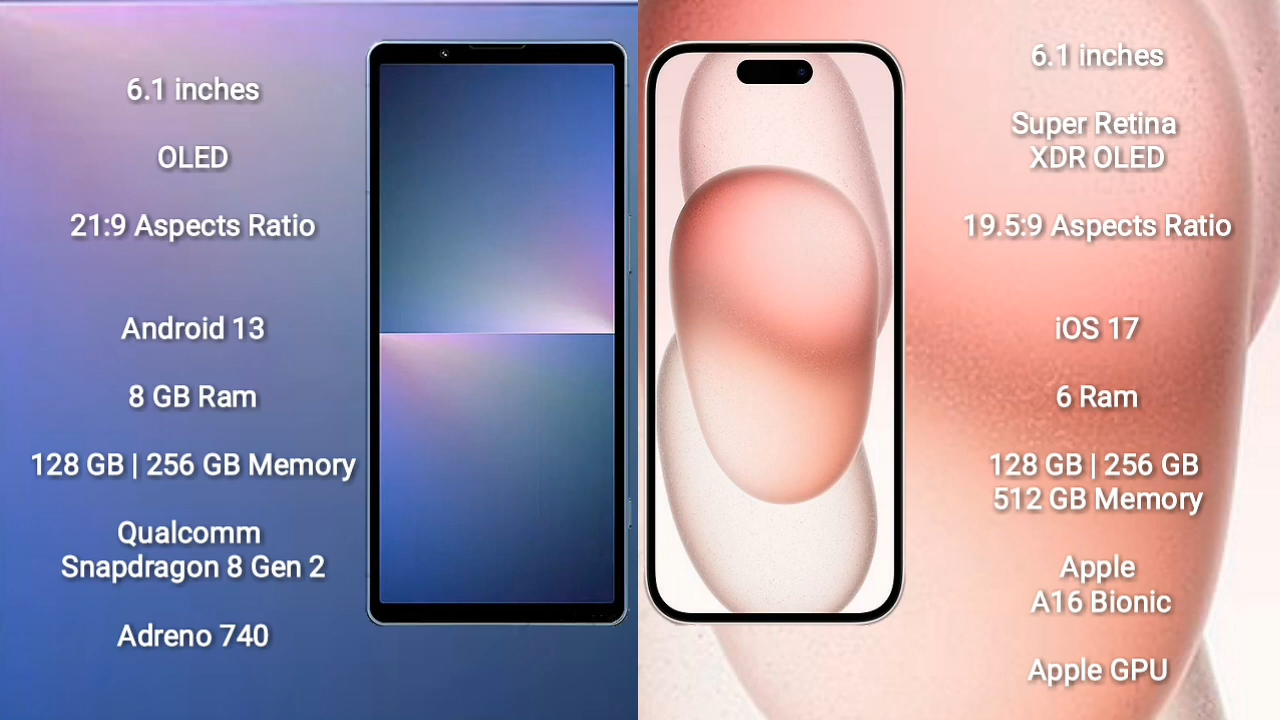 6.1 inches
OLED
21:9 Aspects Ratio
Android 13
8 GB Ram
128 GB | 256 GB Memory
Qualcomm
Snapdragon 8 Gen 2
Adreno 740
6.1 inches
Super Retina
XDR OLED
19.5:9 Aspects Ratio
iOS 17
6 Ram
128 GB | 256 GB
512 GB Memory
Apple
A16 Bionic
Apple GPU